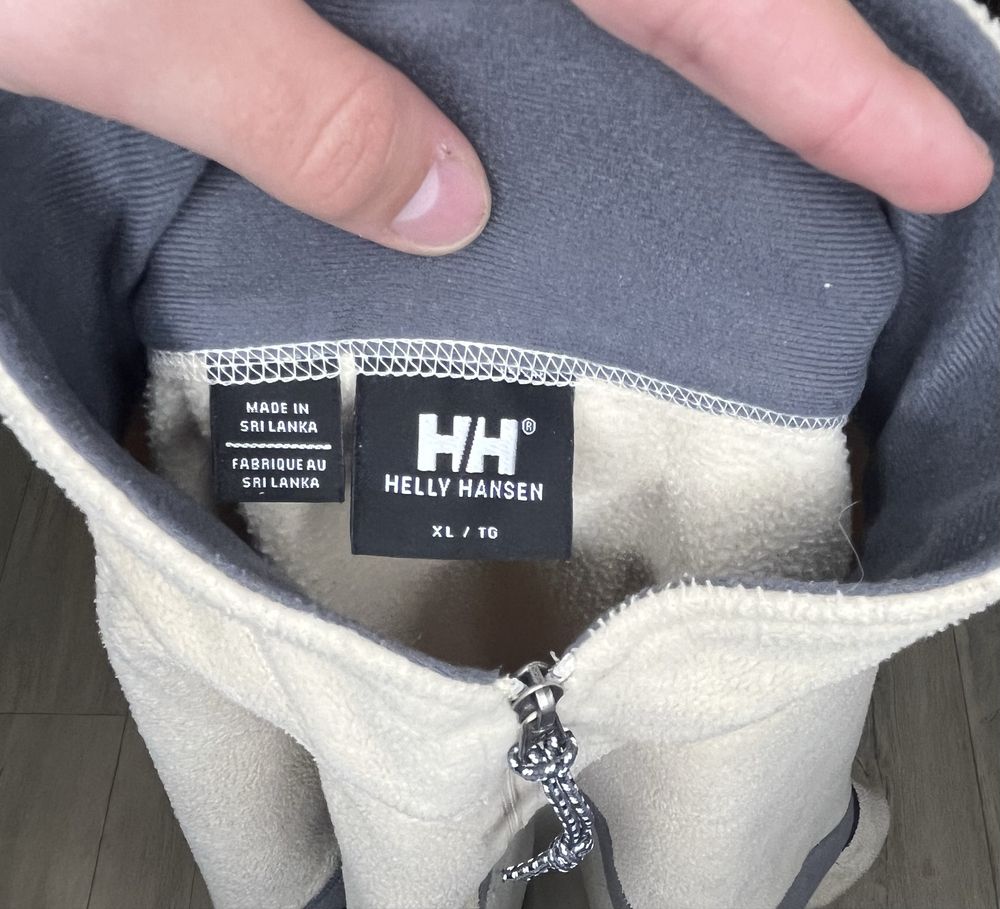 MADE IN
SRI LANKA
FABRIQUE AU
SRI LANKA
HH®
HELLY HANSEN
XL / TG